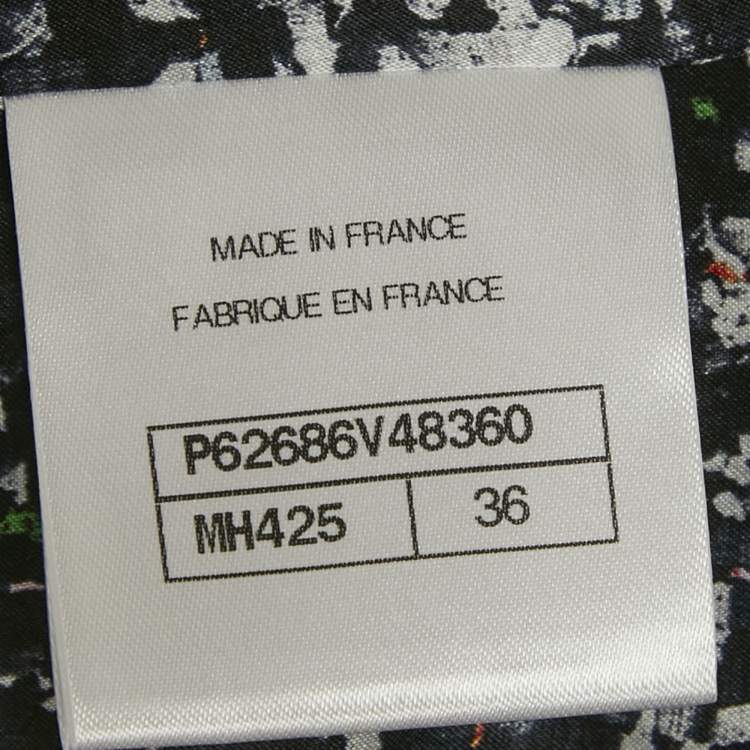 MADE IN FRANCE
FABRIQUE EN FRANCE
P62686V48360
MH425 36